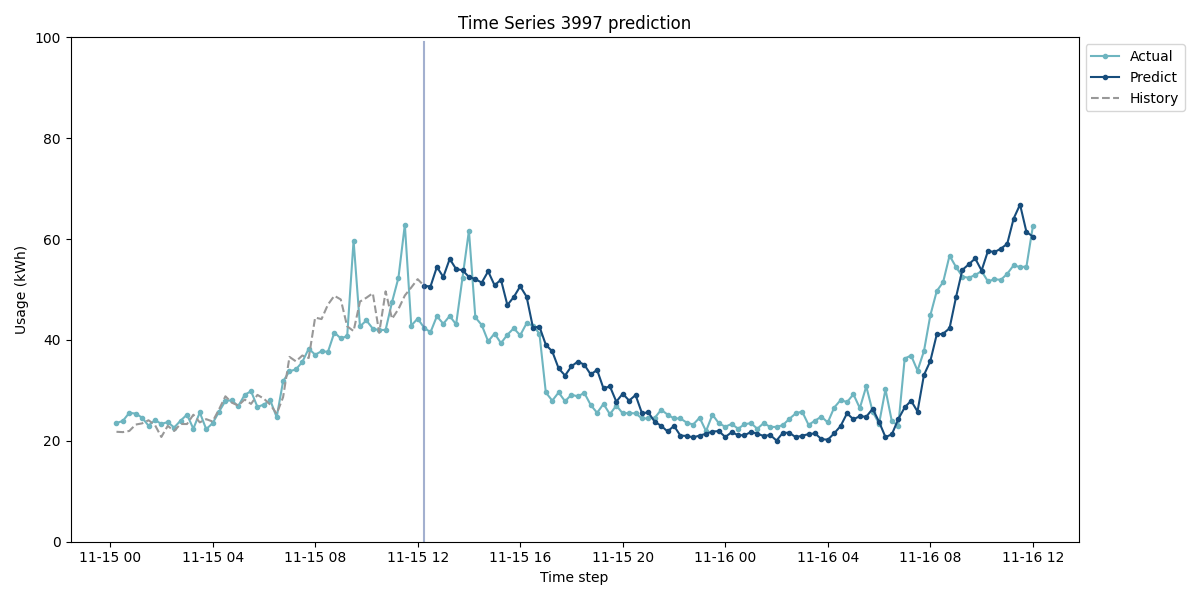 Time Series 3997 prediction
100
80
60
40
20
0
Usage (kWh)
11-15 00
11-15 04
11-15 08
11-15 12
11-15 16
11-15 20
11-16 00
11-16 04
11-16 08
11-16 12
Time step
Actual
Predict
History